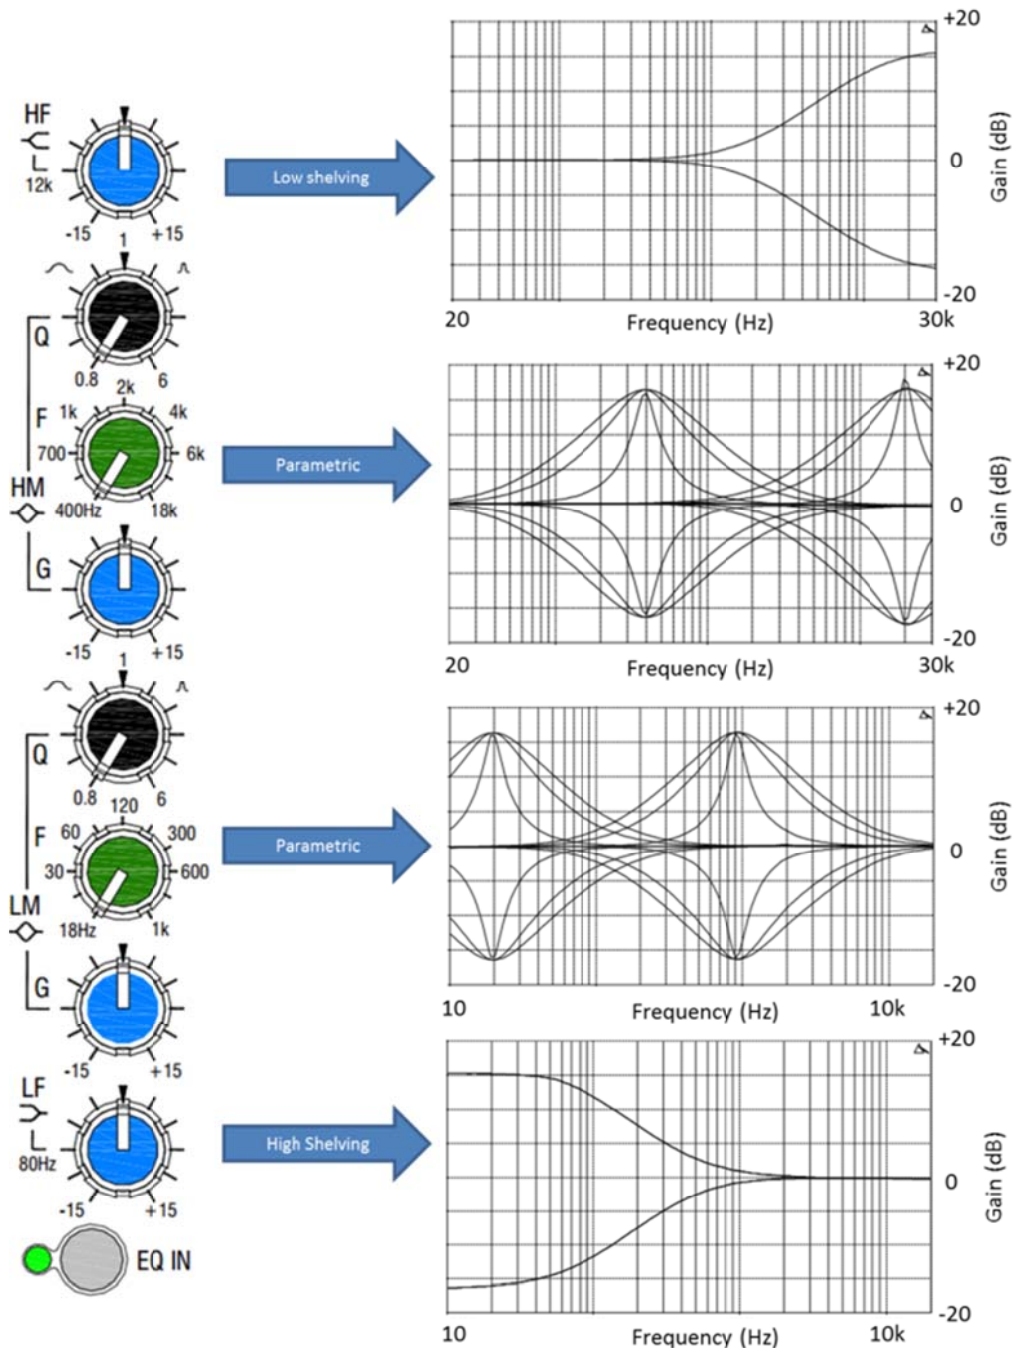 HF
12k
-15
+15
Low shelving
+20
0
-20
Gain (dB)
20
Frequency (Hz)
30k
1
Q
0.8
6
F
2k
1k
4k
700
6k
HM
400Hz
18k
G
-15
+15
Parametric
+20
0
-20
Gain (dB)
20
Frequency (Hz)
30k
1
Q
0.8
6
F
120
60
300
30
600
LM
18Hz
1k
G
-15
+15
Parametric
+20
0
-20
Gain (dB)
10
Frequency (Hz)
10k
LF
80Hz
-15
+15
High Shelving
+20
0
-20
Gain (dB)
10
Frequency (Hz)
10k
EQ IN